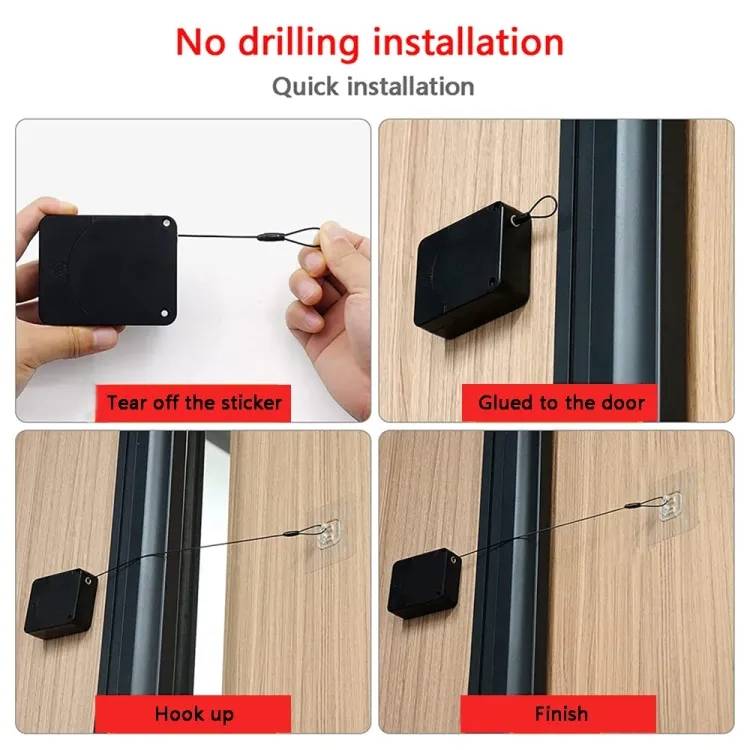 No drilling installation
Quick installation
Tear off the sticker
Glued to the door
Hook up
Finish